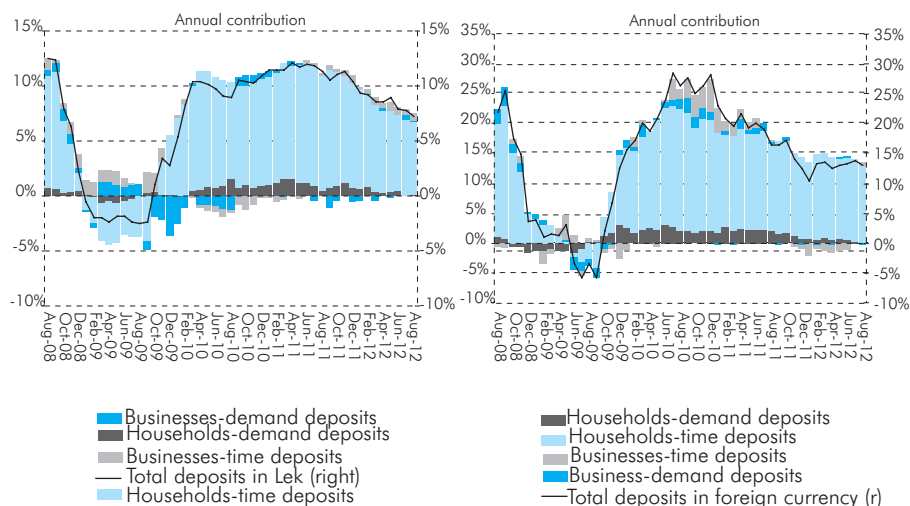 Annual contribution
15%
10%
5%
0%
-5%
-10%
15%
10%
5%
0%
-5%
-10%
Aug-08
Oct-08
Dec-08
Feb-09
Apr-09
Jun-09
Aug-09
Oct-09
Dec-09
Feb-10
Apr-10
Jun-10
Aug-10
Oct-10
Dec-10
Feb-11
Apr-11
Jun-11
Aug-11
Oct-11
Dec-11
Feb-12
Apr-12
Jun-12
Aug-12
Businesses-demand deposits
Households-demand deposits
Businesses-time deposits
Total deposits in Lek (right)
Households-time deposits
Annual contribution
35%
30%
25%
20%
15%
10%
5%
0%
-5%
-10%
35%
30%
25%
20%
15%
10%
5%
0%
-5%
-10%
Aug-08
Oct-08
Dec-08
Feb-09
Apr-09
Jun-09
Aug-09
Oct-09
Dec-09
Feb-10
Apr-10
Jun-10
Aug-10
Oct-10
Dec-10
Feb-11
Apr-11
Jun-11
Aug-11
Oct-11
Dec-11
Feb-12
Apr-12
Jun-12
Aug-12
Households-demand deposits
Households-time deposits
Businesses-time deposits
Business-demand deposits
Total deposits in foreign currency (r)